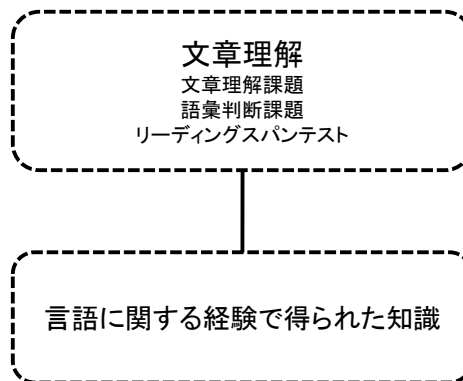 文章理解
文章理解課題
語彙判断課題
リーディングスパンテスト
言語に関する経験で得られた知識